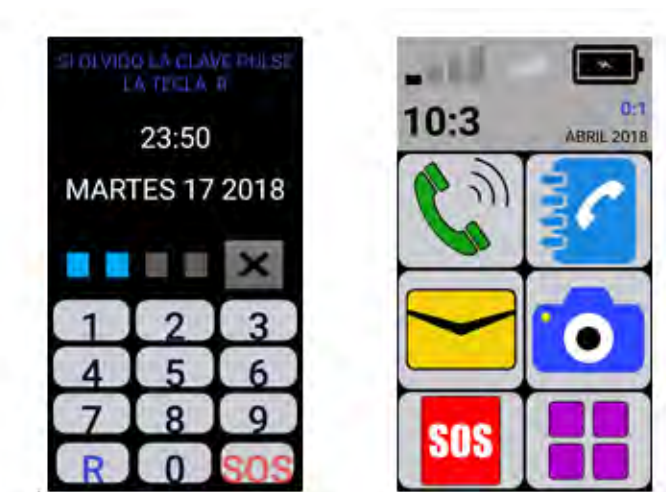 SI OLVIDO LA CLAVE PULSE
LA TECLA R
23:50
MARTES 17 2018
1 2 3
4 5 6
7 8 9
R 0 SOS
10:3
0:1
ABRIL 2018
SOS